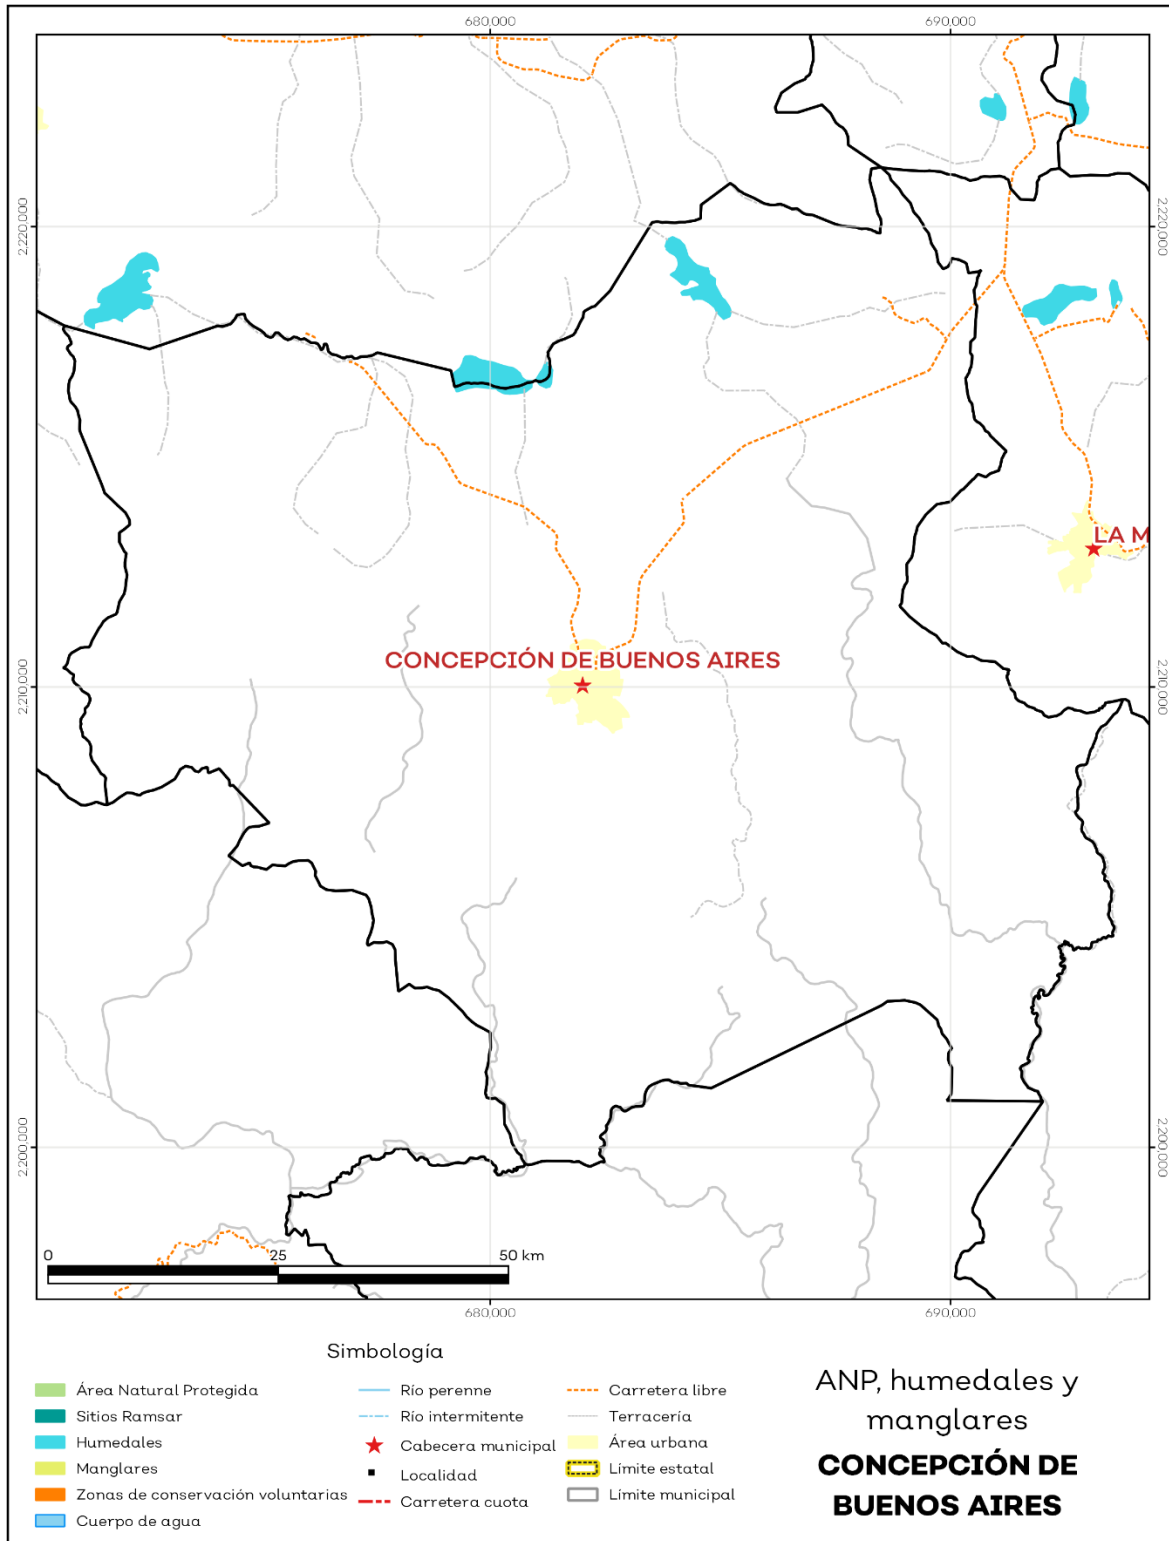 680,000 690,000
2,220,000 2,220,000
LA M
CONCEPCIÓN DE BUENOS AIRES
2,210,000 2,210,000
2,200,000 2,200,000
0 25 50 km
680,000 690,000
Simbología
Área Natural Protegida
Sitios Ramsar
Humedales
Manglares
Zonas de conservación voluntarias
Cuerpo de agua
Río perenne
Río intermitente
Cabecera municipal
Localidad
Carretera cuota
Carretera libre
Terracería
Área urbana
Límite estatal
Límite municipal
ANP, humedales y
manglares
CONCEPCIÓN DE
BUENOS AIRES